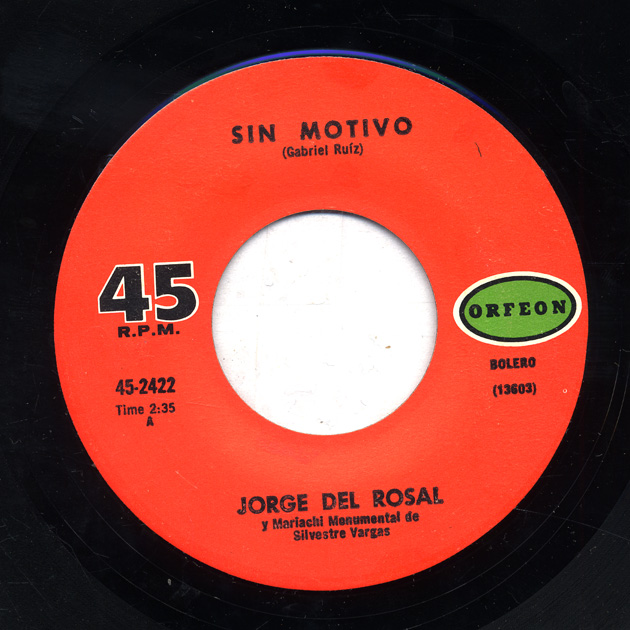 SIN MOTIVO
(Gabriel Ruíz)
45
R.P.M.
ORFEON
BOLERO
(13603)
45-2422
Time 2:35
A
JORGE DEL ROSAL
y Mariachi Monumental de
Silvestre Vargas